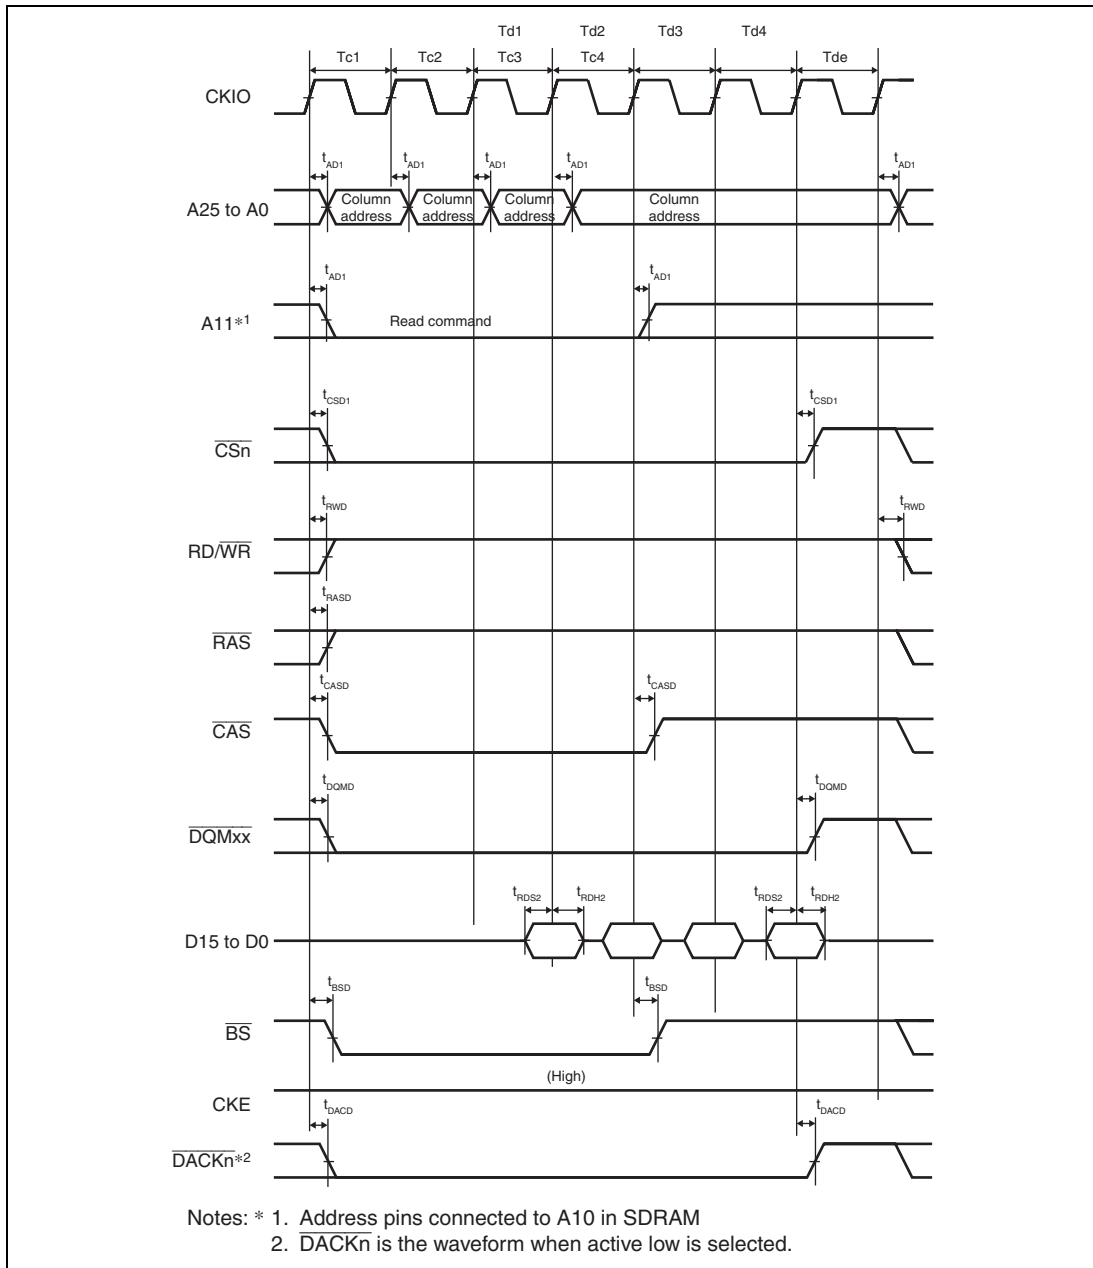 Td1 Td2 Td3 Td4
Tc1 Tc2 Tc3 Tc4 Tde
CKIO
tAD1 tAD1 tAD1 tAD1 tAD1
A25 to A0
Column address
Column address
Column address
Column address
tAD1 tAD1
A11*1
Read command
tCSD1 tCSD1
CSn
tRWD tRWD
RD/WR
tRASD
RAS
tCASD tCASD
CAS
tDQMD tDQMD
DQMxx
tRDS2 tRDH2 tRDS2 tRDH2
D15 to D0
tBSD tBSD
BS
(High)
CKE
tDACD tDACD
DACKn*2
Notes: * 1. Address pins connected to A10 in SDRAM
2. DACKn is the waveform when active low is selected.